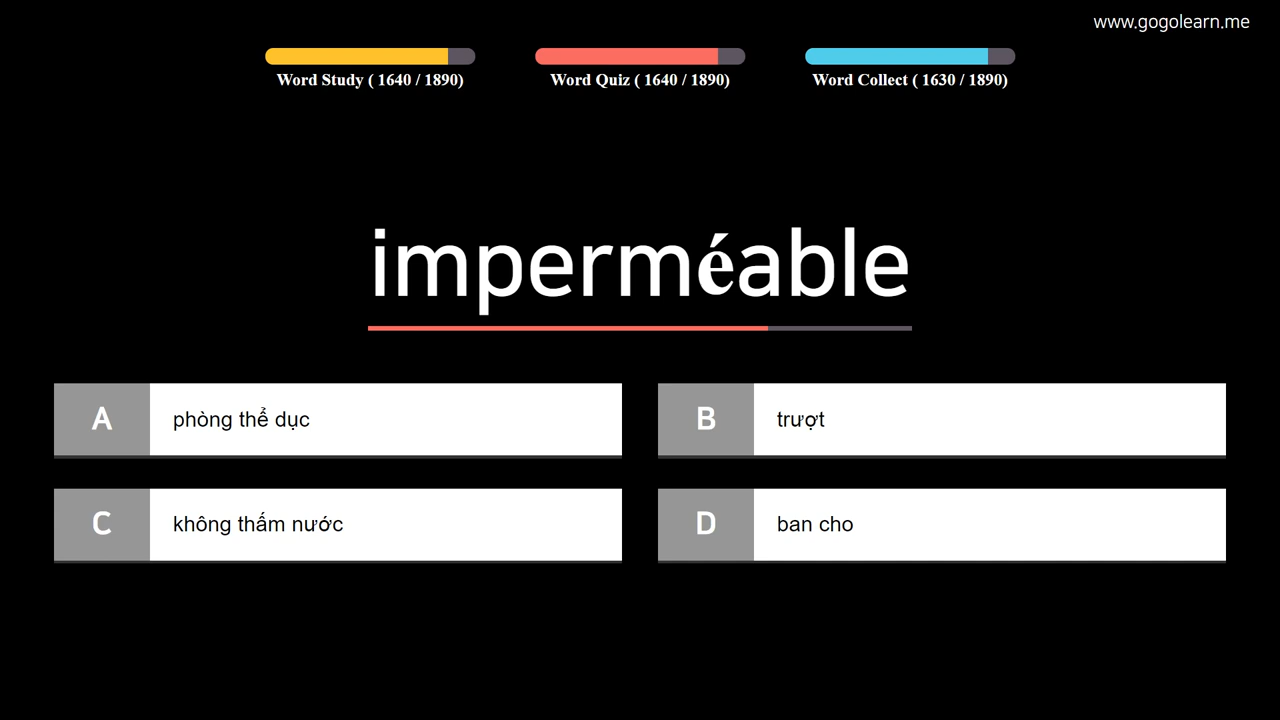 www.gogolearn.me
Word Study ( 1640 / 1890)
Word Quiz ( 1640 / 1890)
Word Collect ( 1630 / 1890)
imperméable
A phòng thể dục
B trượt
C không thấm nước
D ban cho